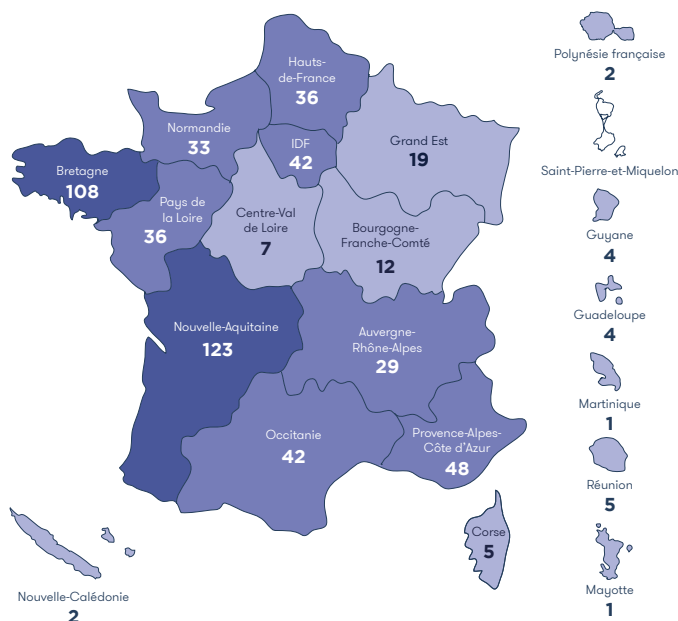 Hauts-
de-France
36
Normandie
33
IDF
42
Grand Est
19
Bretagne
108
Pays de
la Loire
36
Centre-Val
de Loire
7
Bourgogne-
Franche-Comté
12
Nouvelle-Aquitaine
123
Auvergne-
Rhône-Alpes
29
Occitanie
42
Provence-Alpes-
Côte d'Azur
48
Corse
5
Nouvelle-Calédonie
2
Polynésie française
2
Saint-Pierre-et-Miquelon
Guyane
4
Guadeloupe
4
Martinique
1
Réunion
5
Mayotte
1